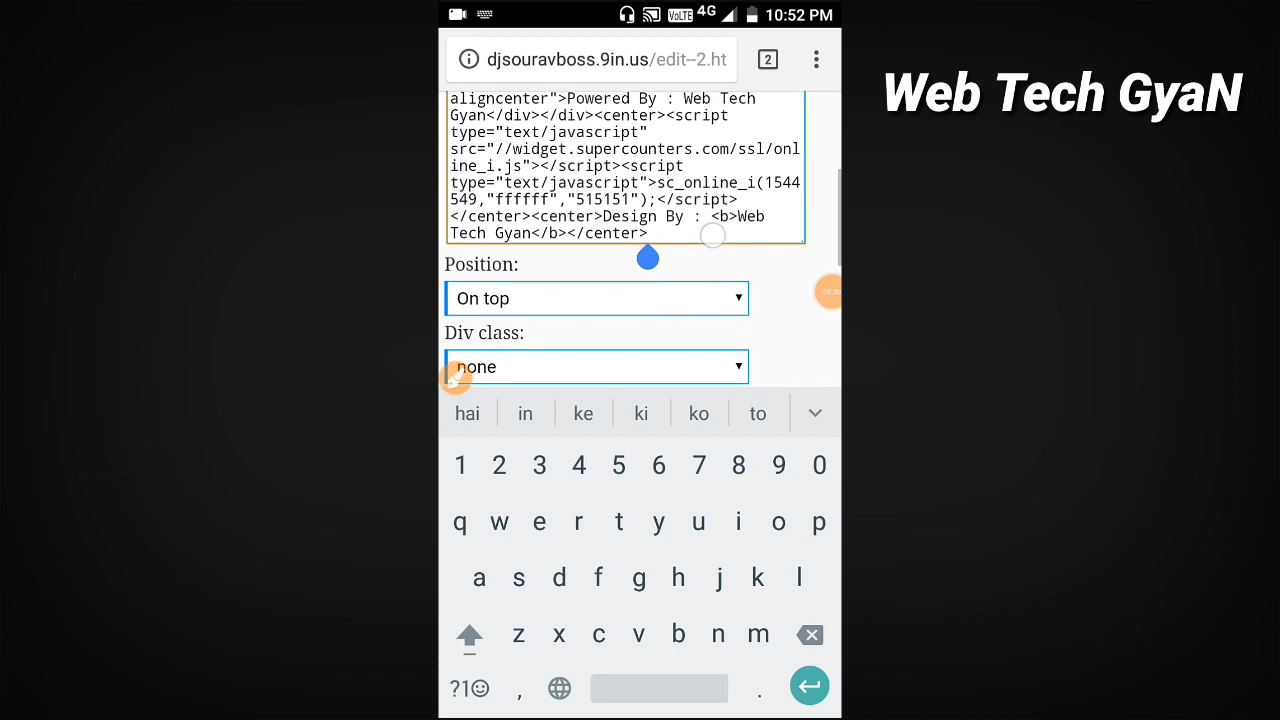 VoLTE 4G 10:52 PM
djsouravboss.9in.us/edit--2.ht 2
Web Tech GyaN
aligncenter">Powered By : Web Tech
Gyan</div></div><center><script
type="text/javascript"
src="//widget.supercounters.com/ssl/onl
ine_i.js"></script><script
type="text/javascript">sc_online_i(1544
549,"ffffff","515151");</script>
</center><center>Design By : <b>Web
Tech Gyan</b></center>
Position:
On top
Div class:
none
hai in ke ki ko to
1 2 3 4 5 6 7 8 9 0
q w e r t y u i o p
a s d f g h j k l
z x c v b n m
?1☺ , .